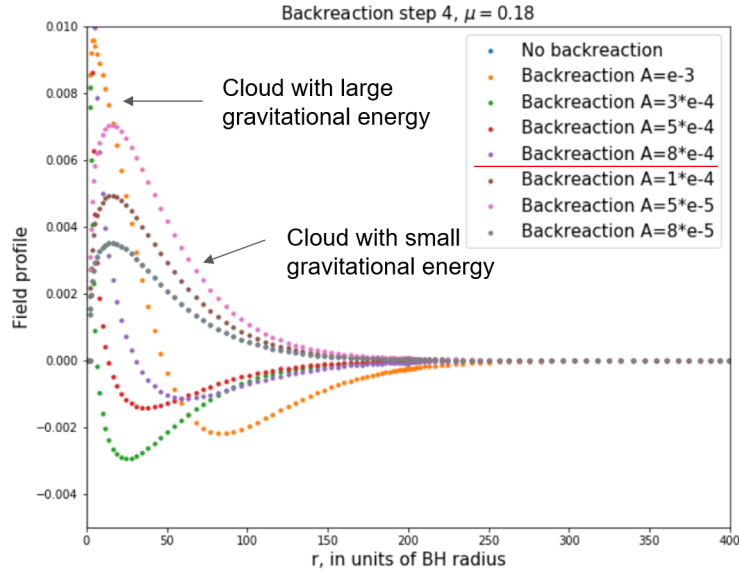 Backreaction step 4, μ = 0.18
0.010
0.008
0.006
0.004
0.002
0.000
−0.002
−0.004
Field profile
Cloud with large
gravitational energy
Cloud with small
gravitational energy
No backreaction
Backreaction A=e-3
Backreaction A=3*e-4
Backreaction A=5*e-4
Backreaction A=8*e-4
Backreaction A=1*e-4
Backreaction A=5*e-5
Backreaction A=8*e-5
0
50
100
150
200
250
300
350
400
r, in units of BH radius